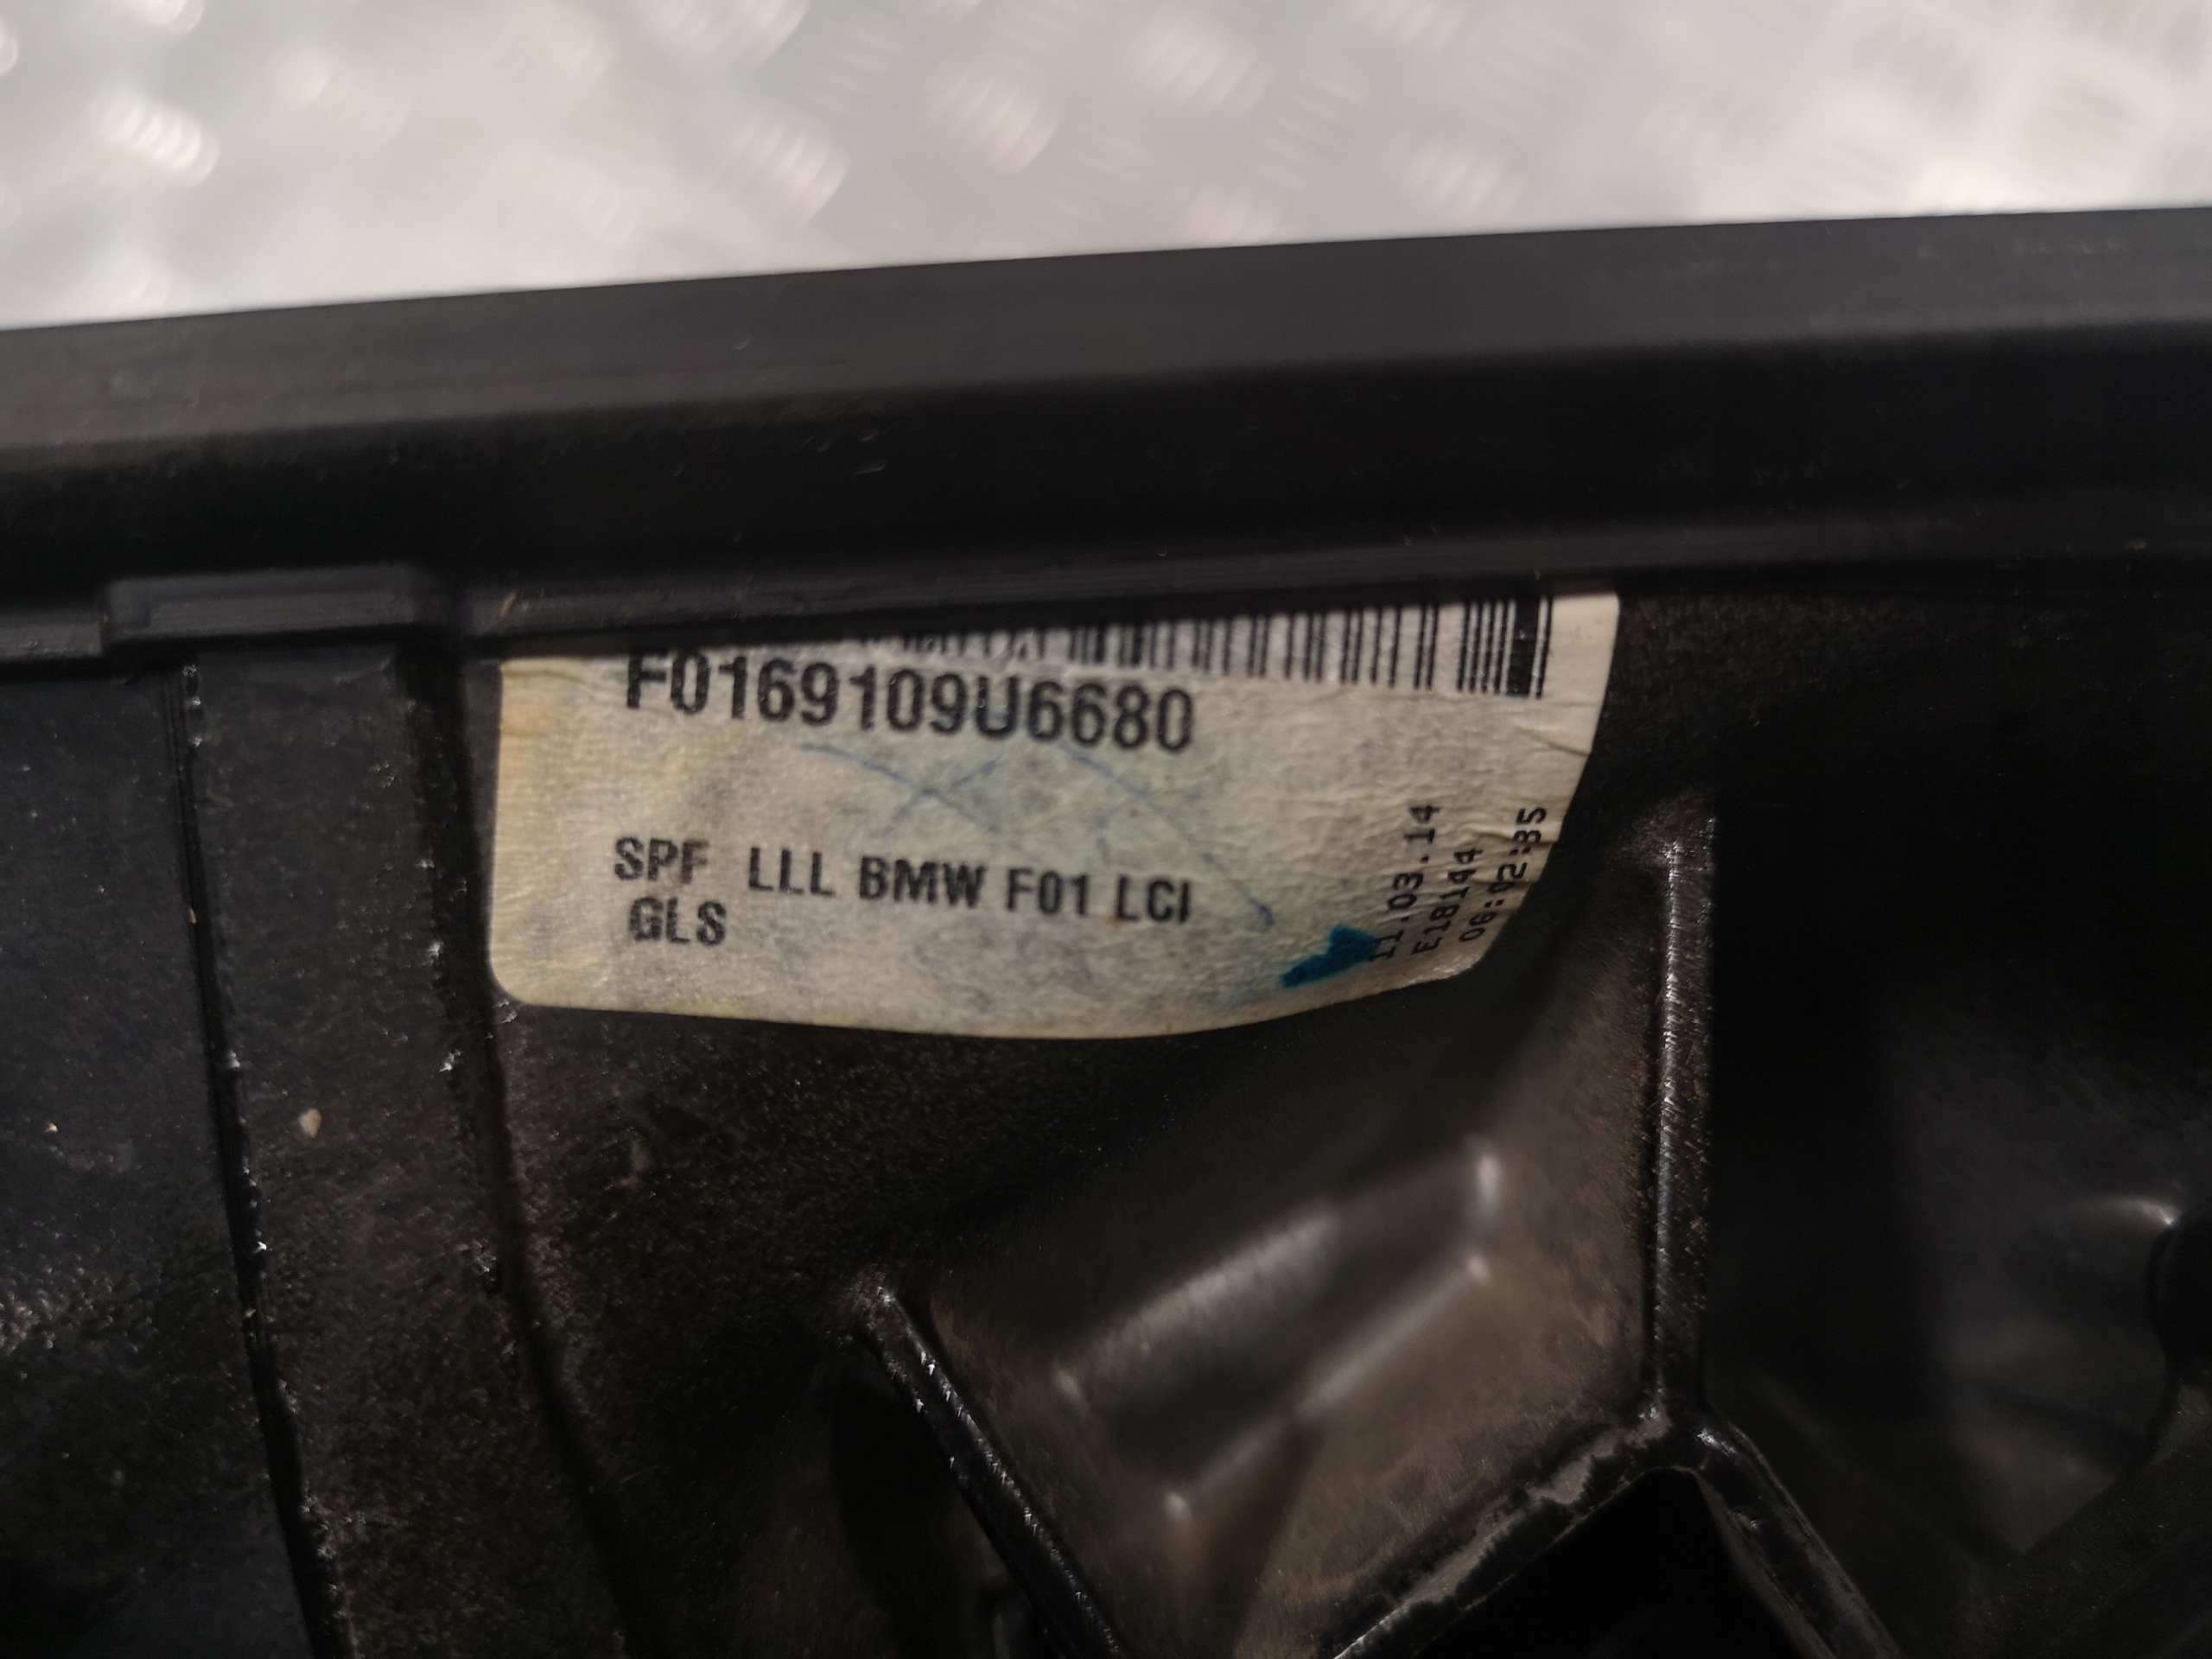 F0169109U6680
SPF LLL BMW F01 LCI
GLS
11.03.14
E18144
06:02:35